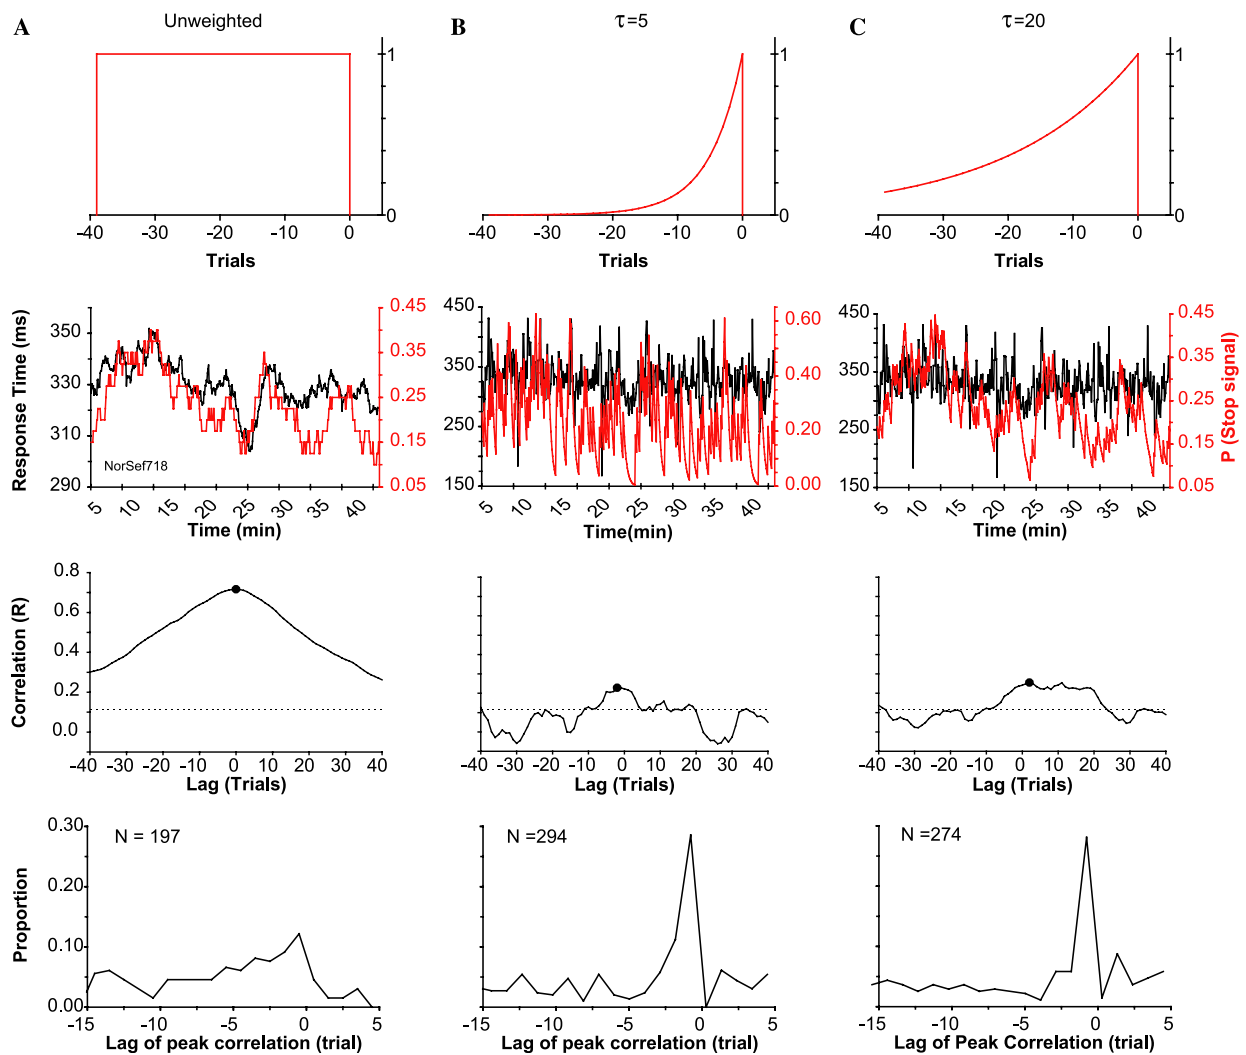 A Unweighted B τ=5 C τ=20
1 1 1
0 0 0
−40 −30 −20 −10 0 −40 −30 −20 −10 0 −40 −30 −20 −10 0
Trials Trials Trials
Response Time (ms)
350
330
310
290
0.45
0.35
0.25
0.15
0.05
NorSef718
5 15 20 25 30 35 40
Time (min)
450
350
250
150
0.60
0.40
0.20
0.00
5 10 15 20 25 30 35 40
Time(min)
450
350
250
150
0.45
0.35
0.25
0.15
0.05
P (Stop signal)
5 10 15 20 25 30 35 40
Time (min)
Correlation (R)
0.8
0.6
0.4
0.2
0.0
−40 −30 −20 −10 0 10 20 30 40 −40 −30 −20 −10 0 10 20 30 40 −40 −30 −20 −10 0 10 20 30 40
Lag (Trials) Lag (Trials) Lag (Trials)
Proportion
0.30
0.20
0.10
0.00
N = 197 N =294 N =274
−15 −10 −5 0 5 −15 −10 −5 0 5 −15 −10 −5 0 5
Lag of peak correlation (trial) Lag of peak correlation (trial) Lag of Peak Correlation (trial)